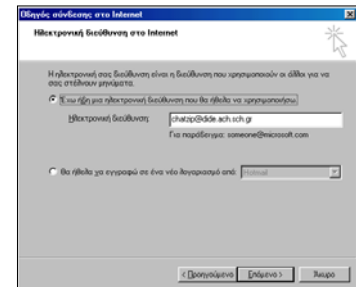 Οδηγός σύνδεσης στο Internet
Ηλεκτρονική διεύθυνση στο Internet
Η ηλεκτρονική σας διεύθυνση είναι η διεύθυνση που χρησιμοποιούν οι άλλοι για να
σας στέλνουν μηνύματα.
Έχω ήδη μια ηλεκτρονική διεύθυνση που θα ήθελα να χρησιμοποιήσω.
Ηλεκτρονική διεύθυνση: chatzip@dide.ach.sch.gr
Για παράδειγμα: someone@microsoft.com
Θα ήθελα να εγγραφώ σε ένα νέο λογαριασμό από: Hotmail
< Προηγούμενο Επόμενο > Άκυρο